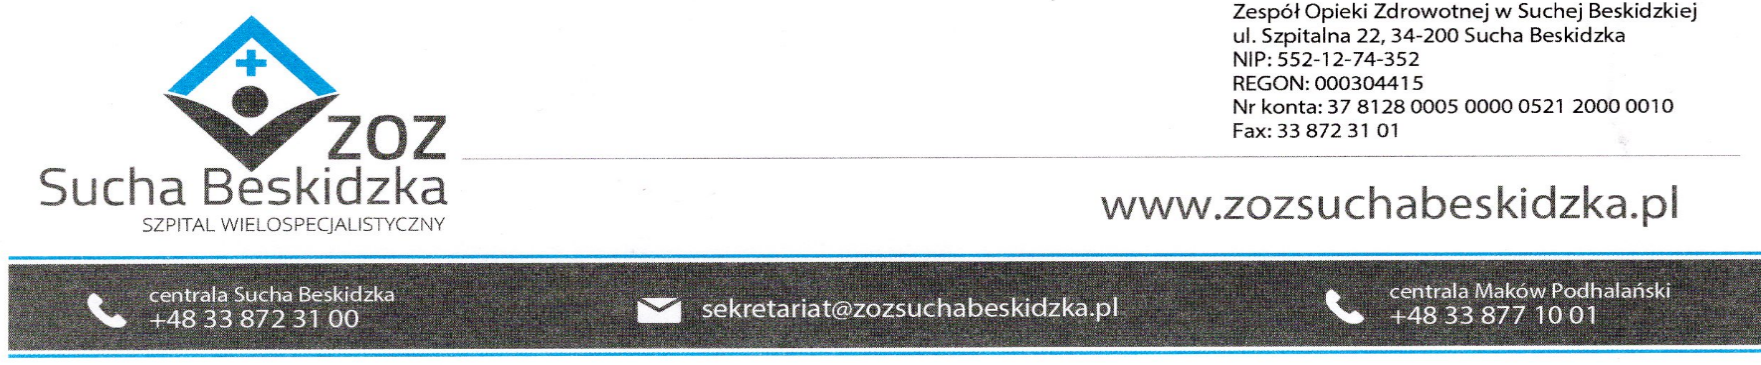 Zespół Opieki Zdrowotnej w Suchej Beskidzkiej
ul. Szpitalna 22, 34-200 Sucha Beskidzka
NIP: 552-12-74-352
REGON: 000304415
Nr konta: 37 8128 0005 0000 0521 2000 0010
Fax: 33 872 31 01
ZOZ
Sucha Beskidzka
SZPITAL WIELOSPECJALISTYCZNY
www.zozsuchabeskidzka.pl
centrala Sucha Beskidzka
+48 33 872 31 00
sekretariat@zozsuchabeskidzka.pl
centrala Maków Podhalański
+48 33 877 10 01